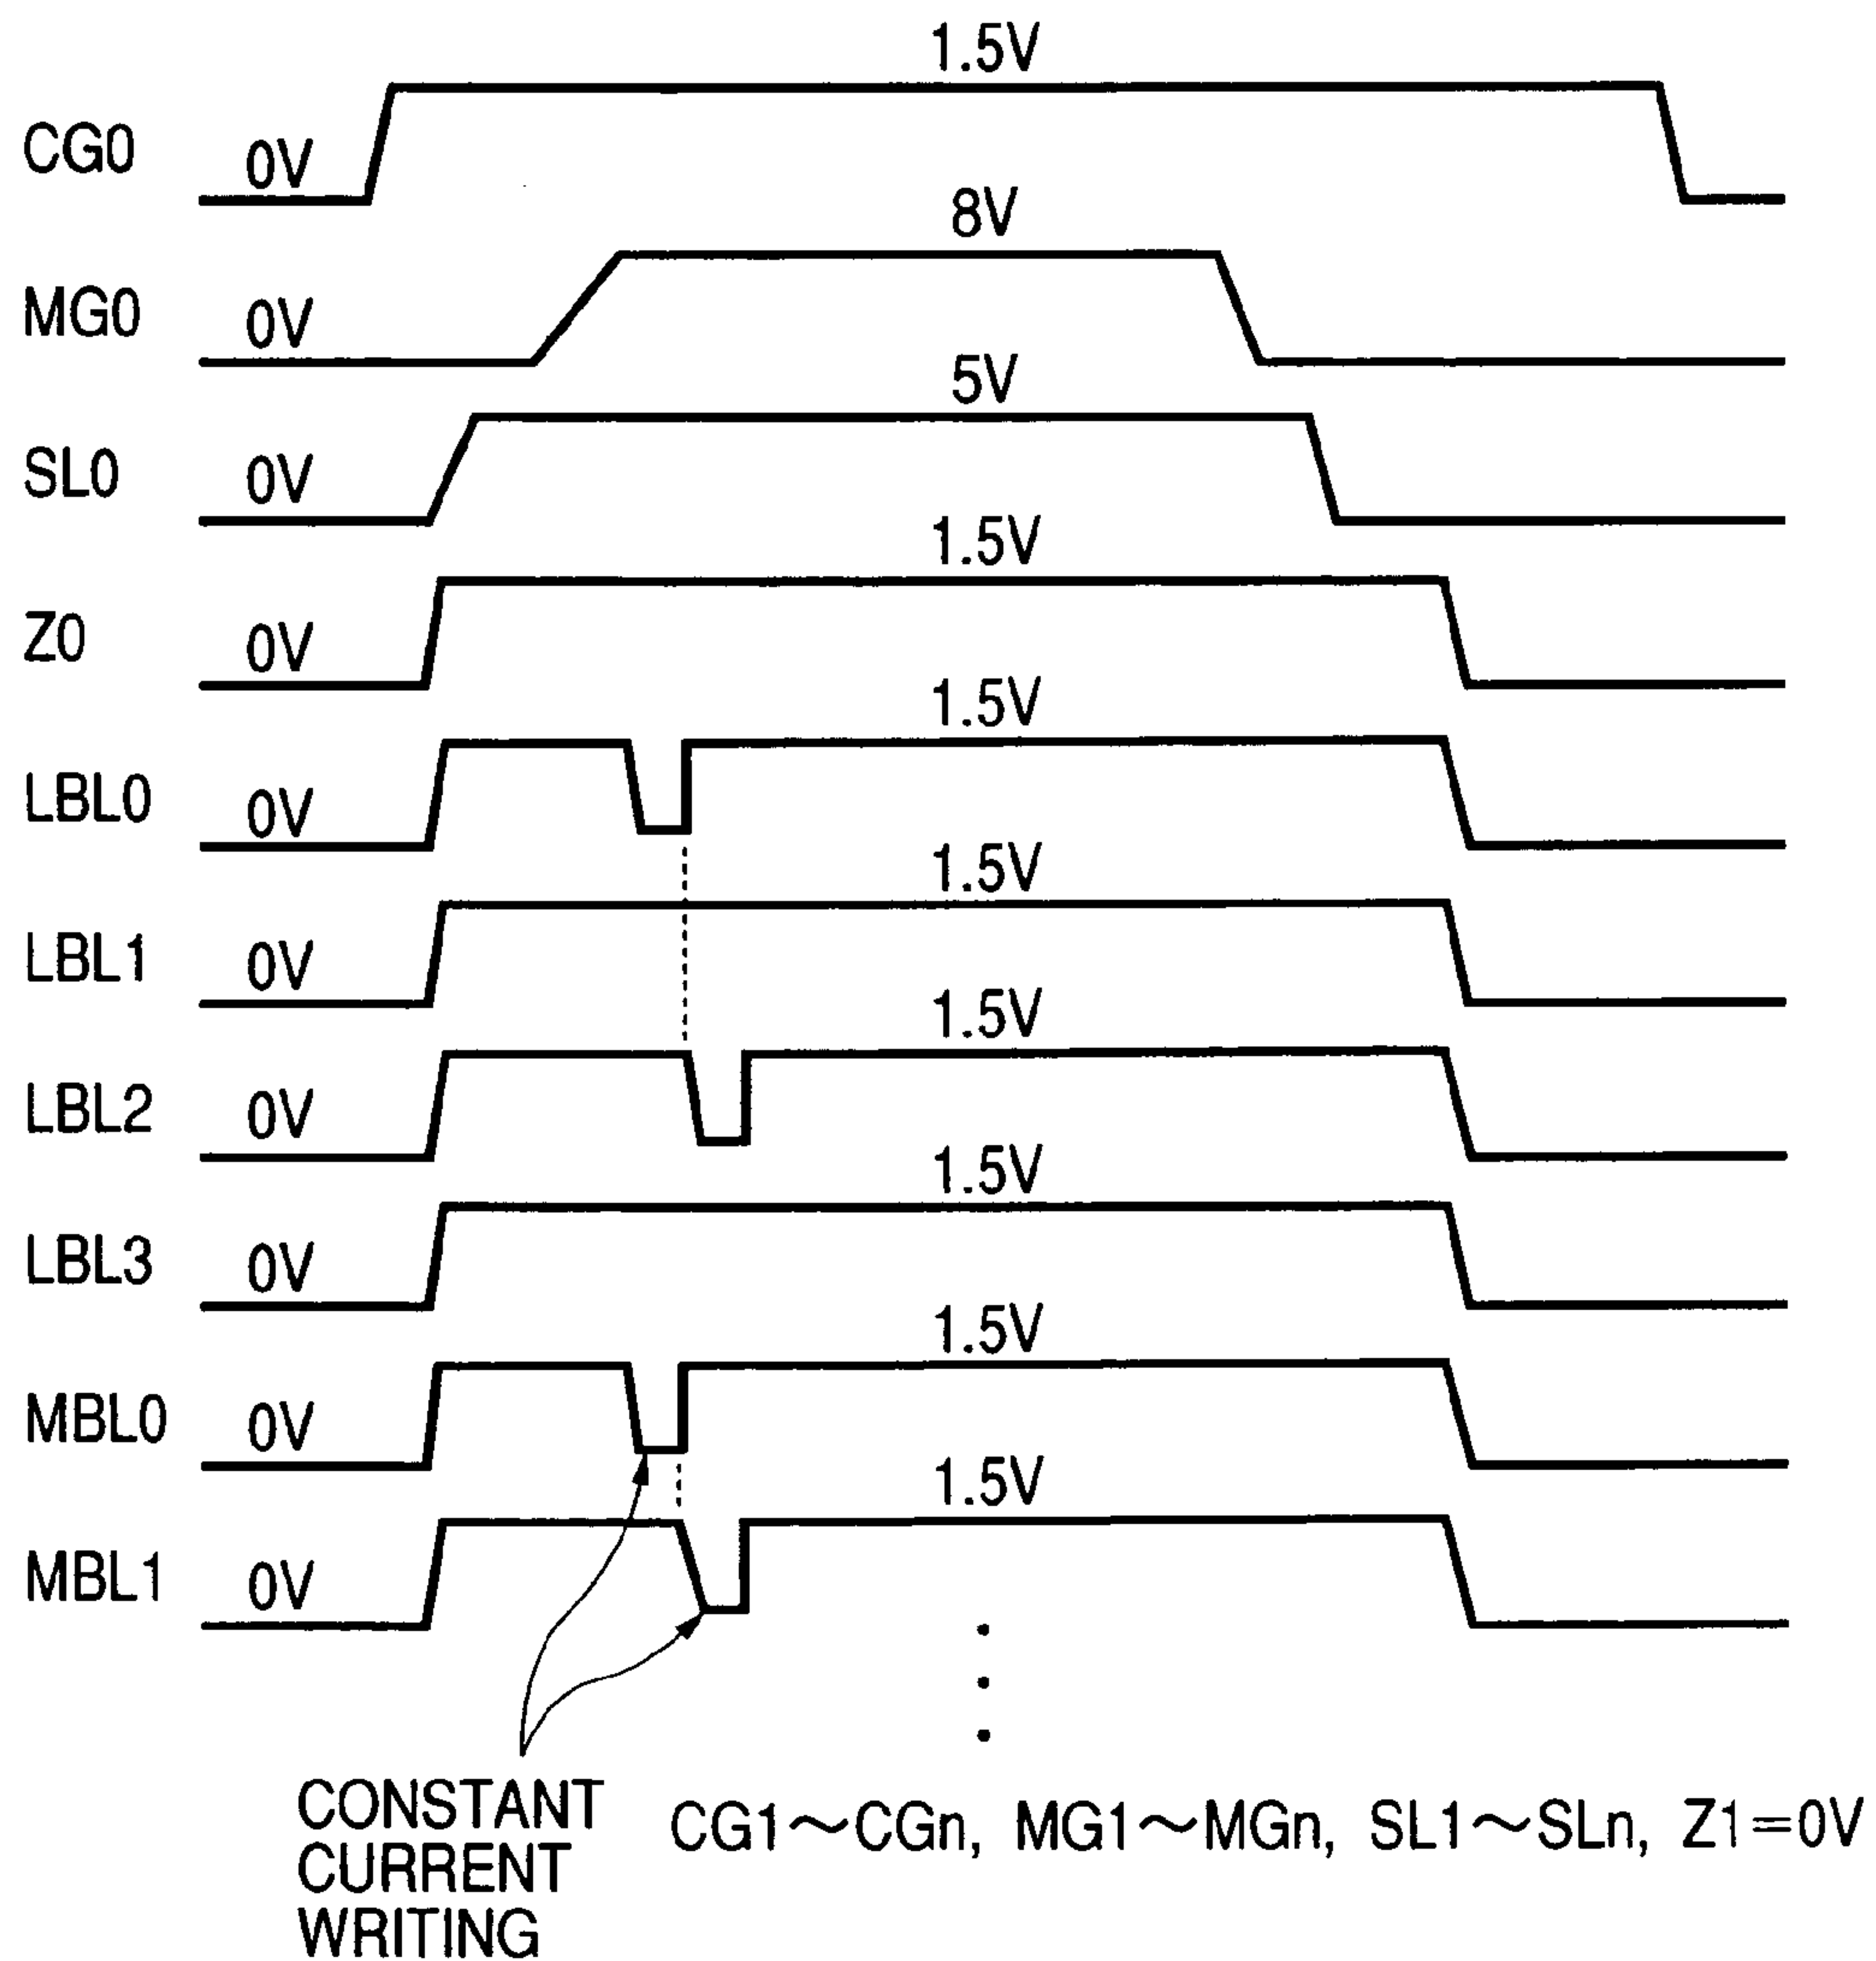 1.5V
CG0 0V
8V
MG0 0V
5V
SL0 0V
1.5V
Z0 0V
1.5V
LBL0 0V
1.5V
LBL1 0V
1.5V
LBL2 0V
1.5V
LBL3 0V
1.5V
MBL0 0V
1.5V
MBL1 0V
CONSTANT
CURRENT
WRITING
CG1～CGn, MG1～MGn, SL1～SLn, Z1=0V